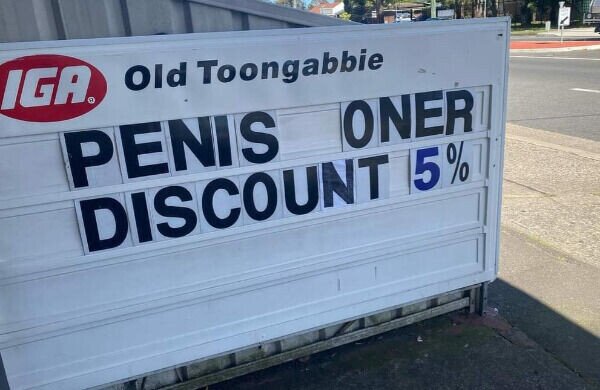 IGA Old Toongabbie
PENIS ONER
DISCOUNT 5%